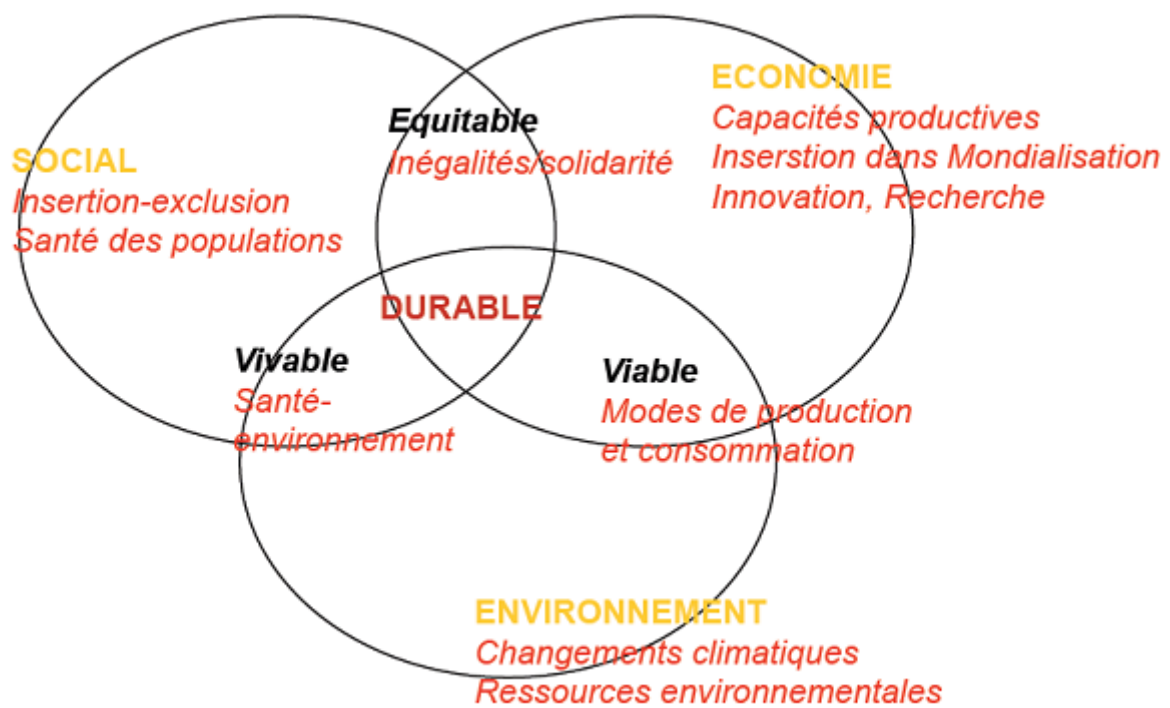 ECONOMIE
Capacités productives
Inserstion dans Mondialisation
Innovation, Recherche
Equitable
Inégalités/solidarité
SOCIAL
Insertion-exclusion
Santé des populations
DURABLE
Vivable
Santé-
environnement
Viable
Modes de production
et consommation
ENVIRONNEMENT
Changements climatiques
Ressources environnementales